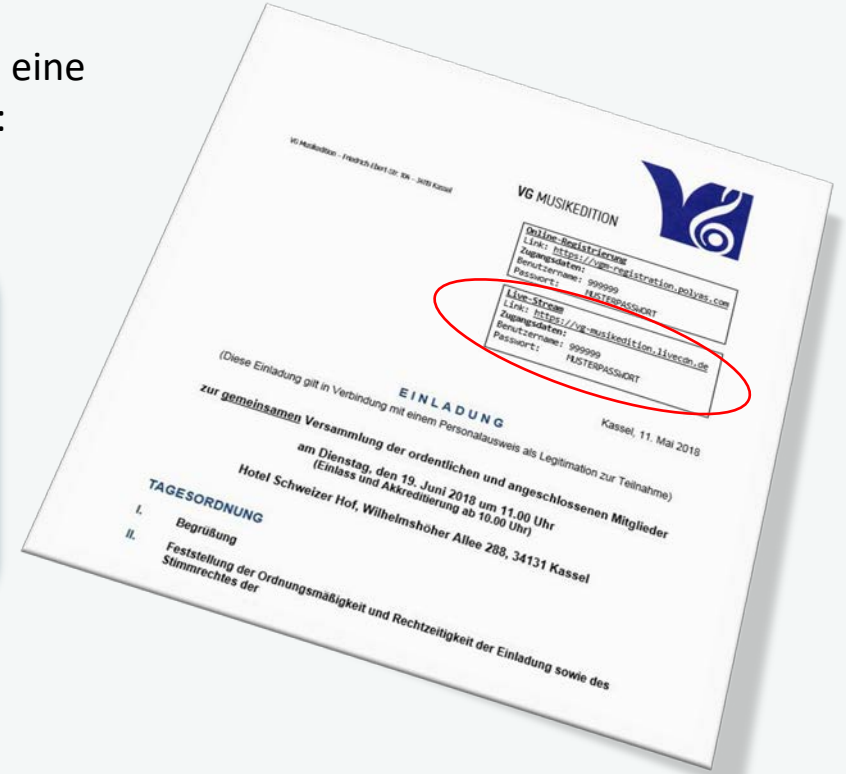 eine
:
VG Musikedition – Friedrich-Ebert-Str. 104 – 34119 Kassel
VG MUSIKEDITION
Online-Registrierung
Link: https://vgm-registration.polyas.com
Zugangsdaten:
Benutzername: 999999
Passwort: MUSTERPASSWORT
Live-Stream
Link: https://vg-musikedition.livecdn.de
Zugangsdaten:
Benutzername: 999999
Passwort: MUSTERPASSWORT
Kassel, 11. Mai 2018
EINLADUNG
(Diese Einladung gilt in Verbindung mit einem Personalausweis als Legitimation zur Teilnahme)
zur gemeinsamen Versammlung der ordentlichen und angeschlossenen Mitglieder
am Dienstag, den 19. Juni 2018 um 11.00 Uhr
(Einlass und Akkreditierung ab 10.00 Uhr)
Hotel Schweizer Hof, Wilhelmshöher Allee 288, 34131 Kassel
TAGESORDNUNG
I. Begrüßung
II. Feststellung der Ordnungsmäßigkeit und Rechtzeitigkeit der Einladung sowie des
Stimmrechtes der